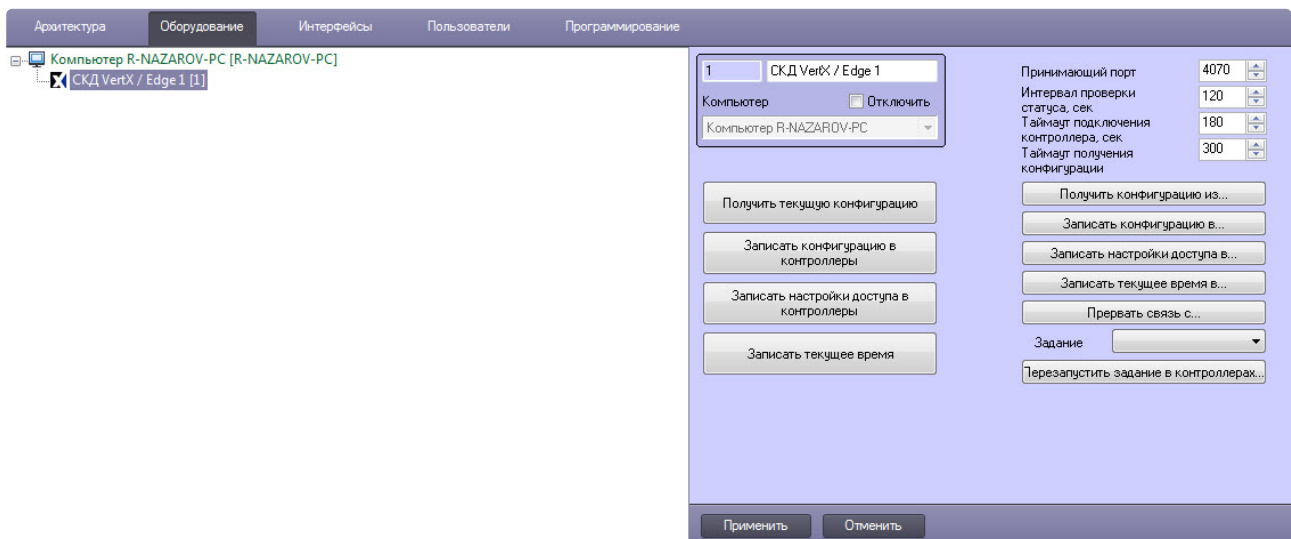 Архитектура Оборудование Интерфейсы Пользователи Программирование
Компьютер R-NAZAROV-PC [R-NAZAROV-PC]
СКД VertX / Edge 1 [1]
1 СКД VertX / Edge 1
Компьютер Отключить
Компьютер R-NAZAROV-PC
Получить текущую конфигурацию
Записать конфигурацию в
контроллеры
Записать настройки доступа в
контроллеры
Записать текущее время
Принимающий порт 4070
Интервал проверки
статуса, сек 120
Таймаут подключения
контроллера, сек 180
Таймаут получения
конфигурации 300
Получить конфигурацию из...
Записать конфигурацию в...
Записать настройки доступа в...
Записать текущее время в...
Прервать связь с...
Задание
Перезапустить задание в контроллерах...
Применить Отменить